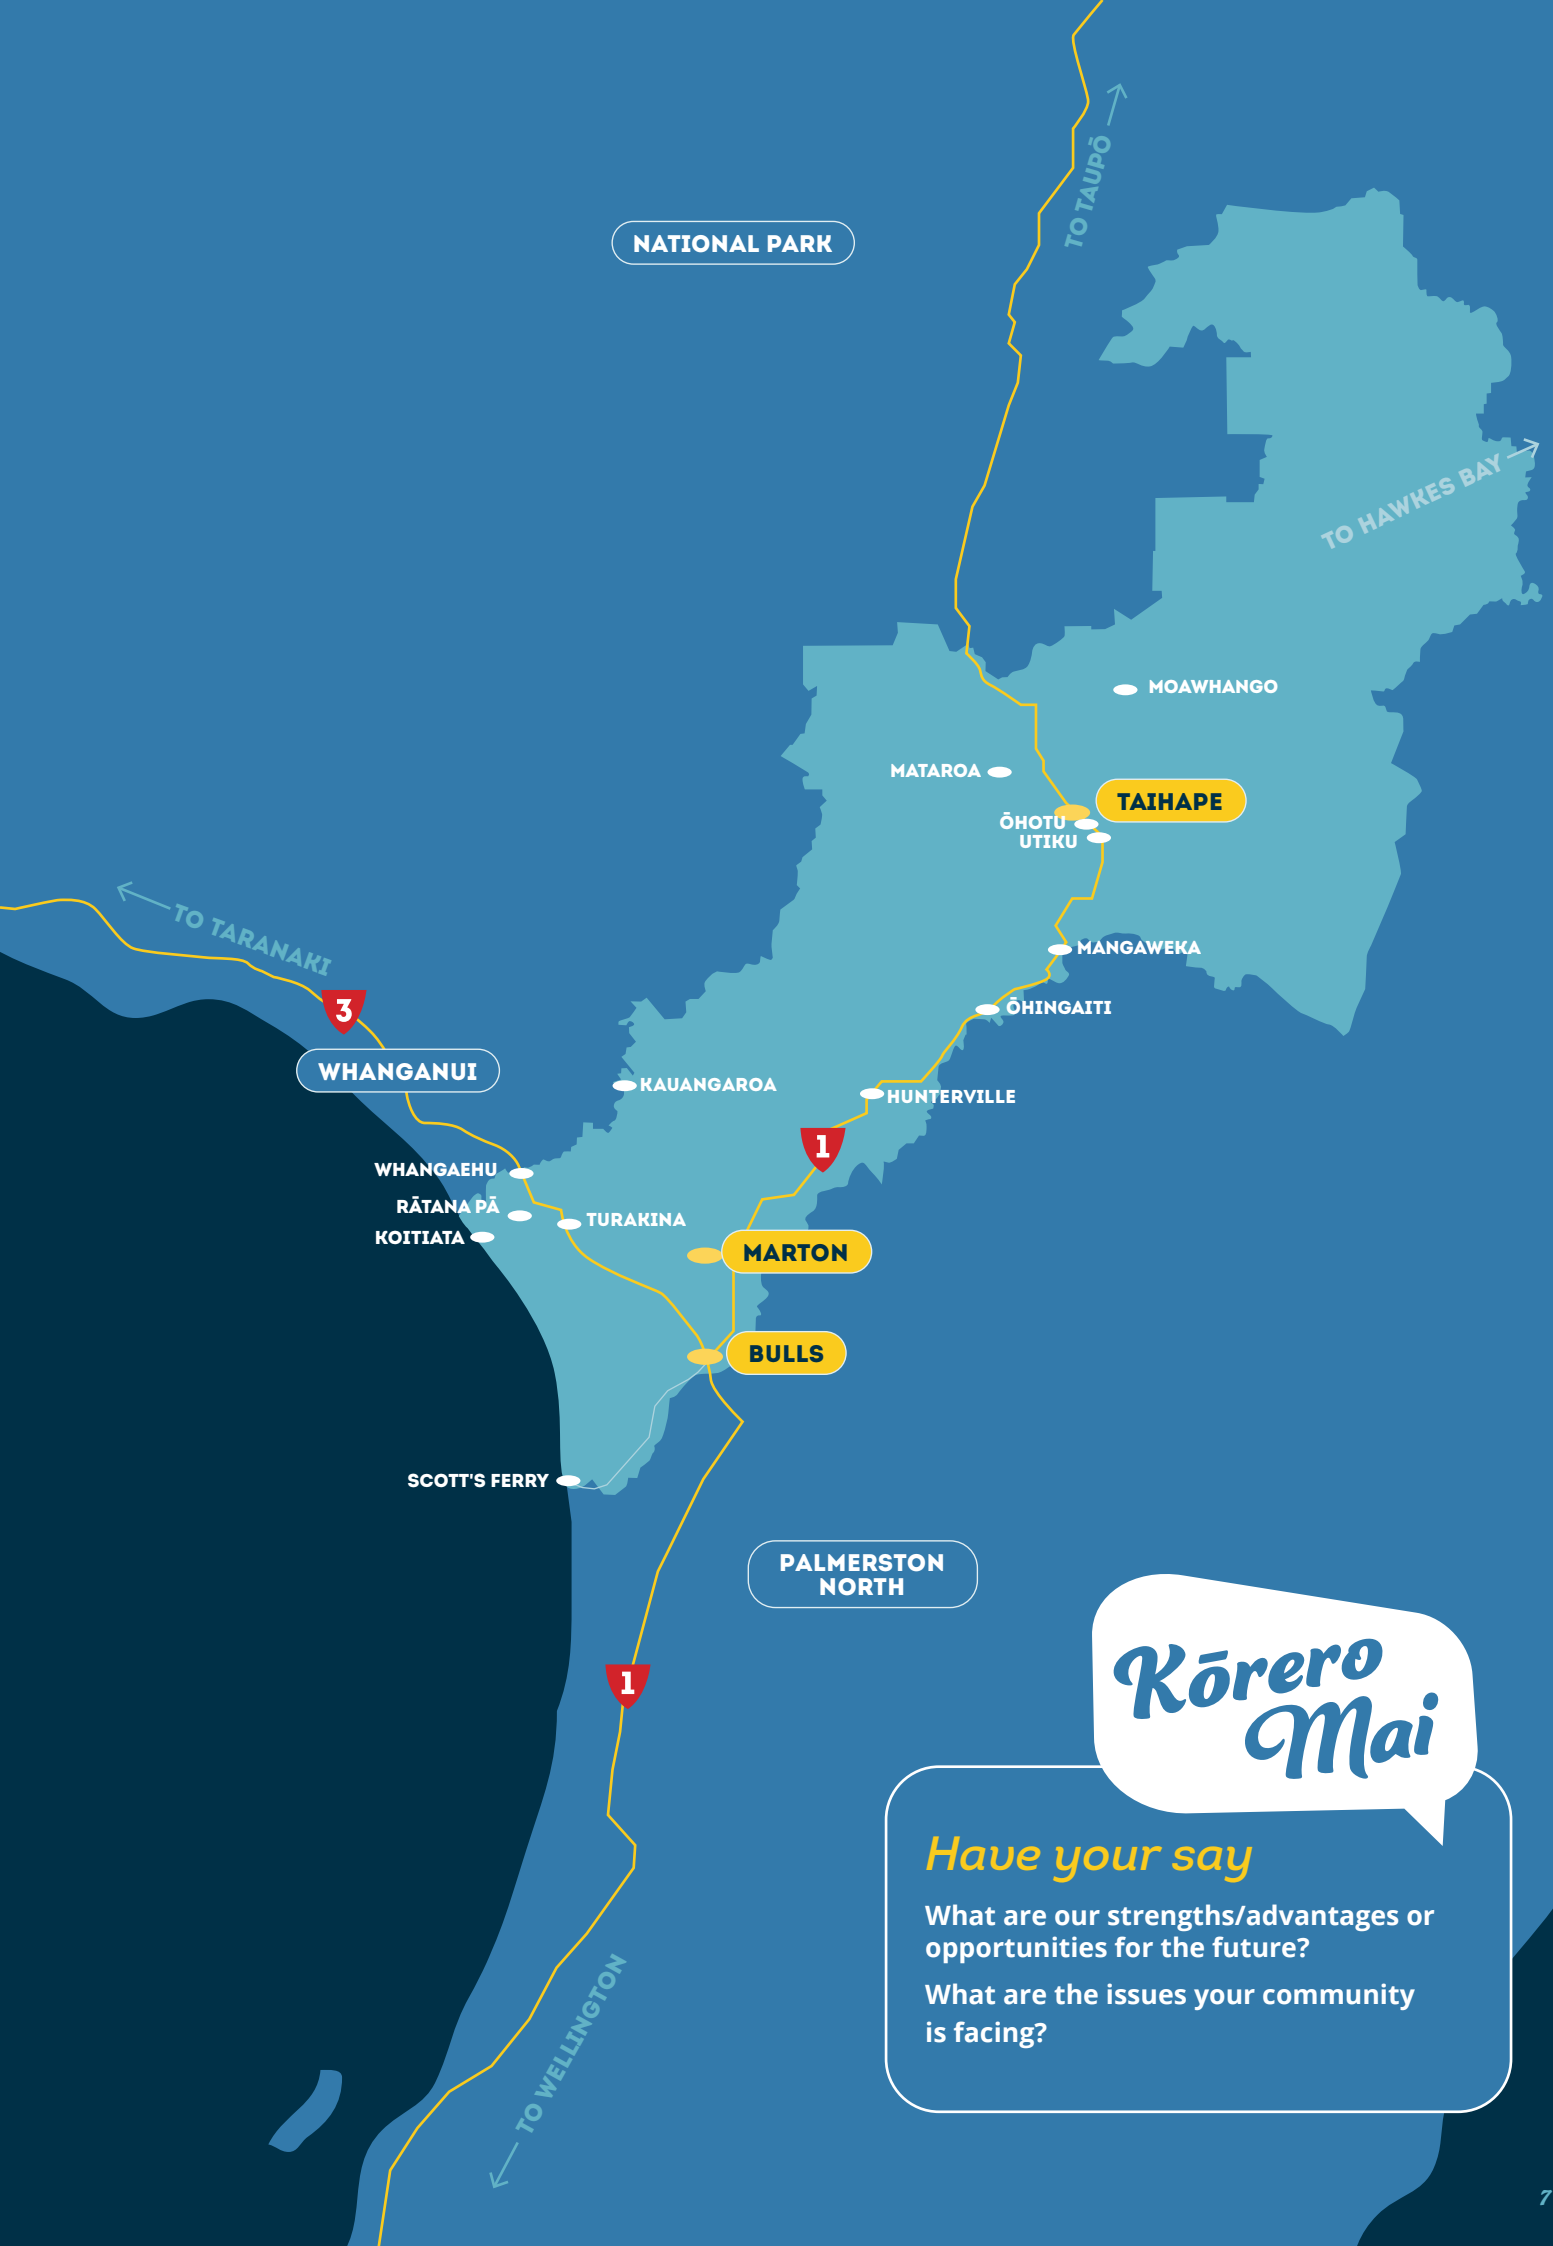 TO TAUPŌ
NATIONAL PARK
TO HAWKES BAY
MOAWHANGO
MATAROA
TAIHAPE
ŌHOTU
UTIKU
TO TARANAKI
MANGAWEKA
3
ŌHINGAITI
WHANGANUI
KAUANGAROA
HUNTERVILLE
1
WHANGAEHU
RĀTANA PĀ
TURAKINA
KOITIATA
MARTON
BULLS
SCOTT'S FERRY
PALMERSTON
NORTH
1
Kōrero
Mai
Have your say
What are our strengths/advantages or
opportunities for the future?
What are the issues your community
is facing?
TO WELLINGTON
7